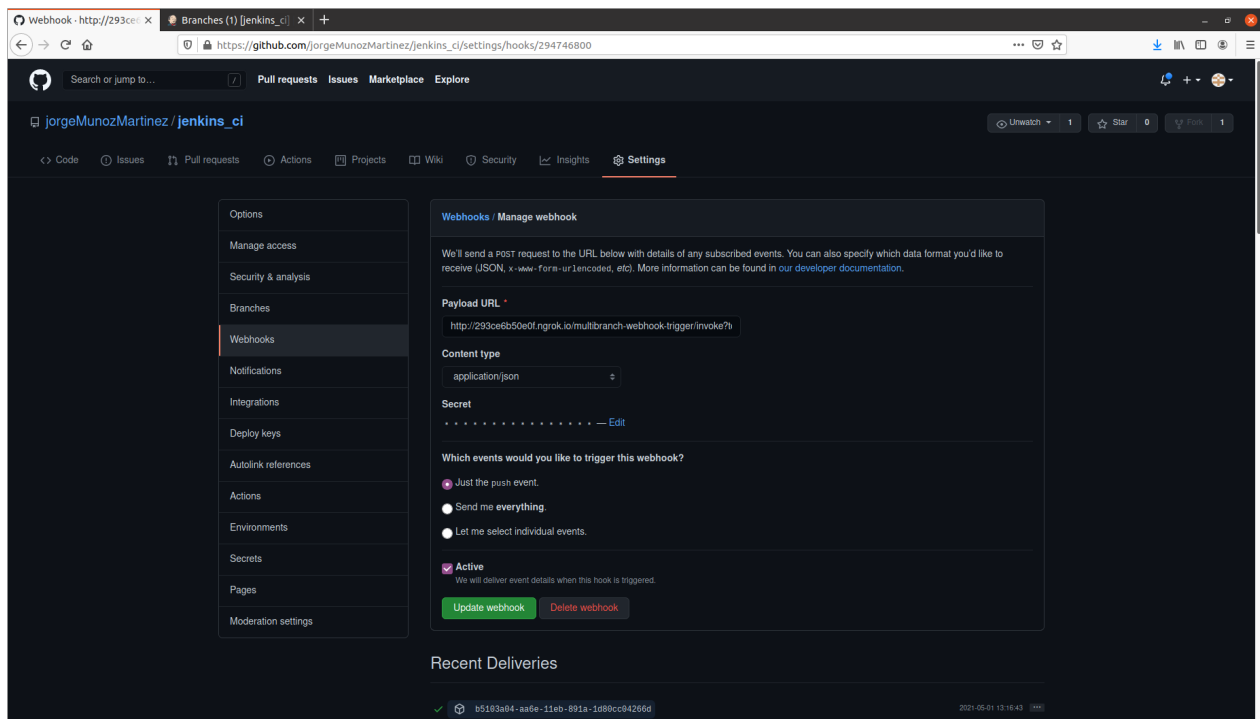 Webhook · http://293ce
Branches (1) [jenkins_ci]
https://github.com/jorgeMunozMartinez/jenkins_ci/settings/hooks/294746800
Search or jump to…
/
Pull requests Issues Marketplace Explore
jorgeMunozMartinez / jenkins_ci
Unwatch 1 Star 0 Fork 1
Code Issues Pull requests Actions Projects Wiki Security Insights Settings
Options
Manage access
Security & analysis
Branches
Webhooks
Notifications
Integrations
Deploy keys
Autolink references
Actions
Environments
Secrets
Pages
Moderation settings
Webhooks / Manage webhook
We'll send a POST request to the URL below with details of any subscribed events. You can also specify which data format you'd like to
receive (JSON, x-www-form-urlencoded, etc). More information can be found in our developer documentation.
Payload URL *
http://293ce6b50e0f.ngrok.io/multibranch-webhook-trigger/invoke?t
Content type
application/json
Secret
* * * * * * * * * * * * * * * * — Edit
Which events would you like to trigger this webhook?
Just the push event.
Send me everything.
Let me select individual events.
Active
We will deliver event details when this hook is triggered.
Update webhook Delete webhook
Recent Deliveries
b5103a04-aa6e-11eb-891a-1d80cc04266d 2021-05-01 13:16:43